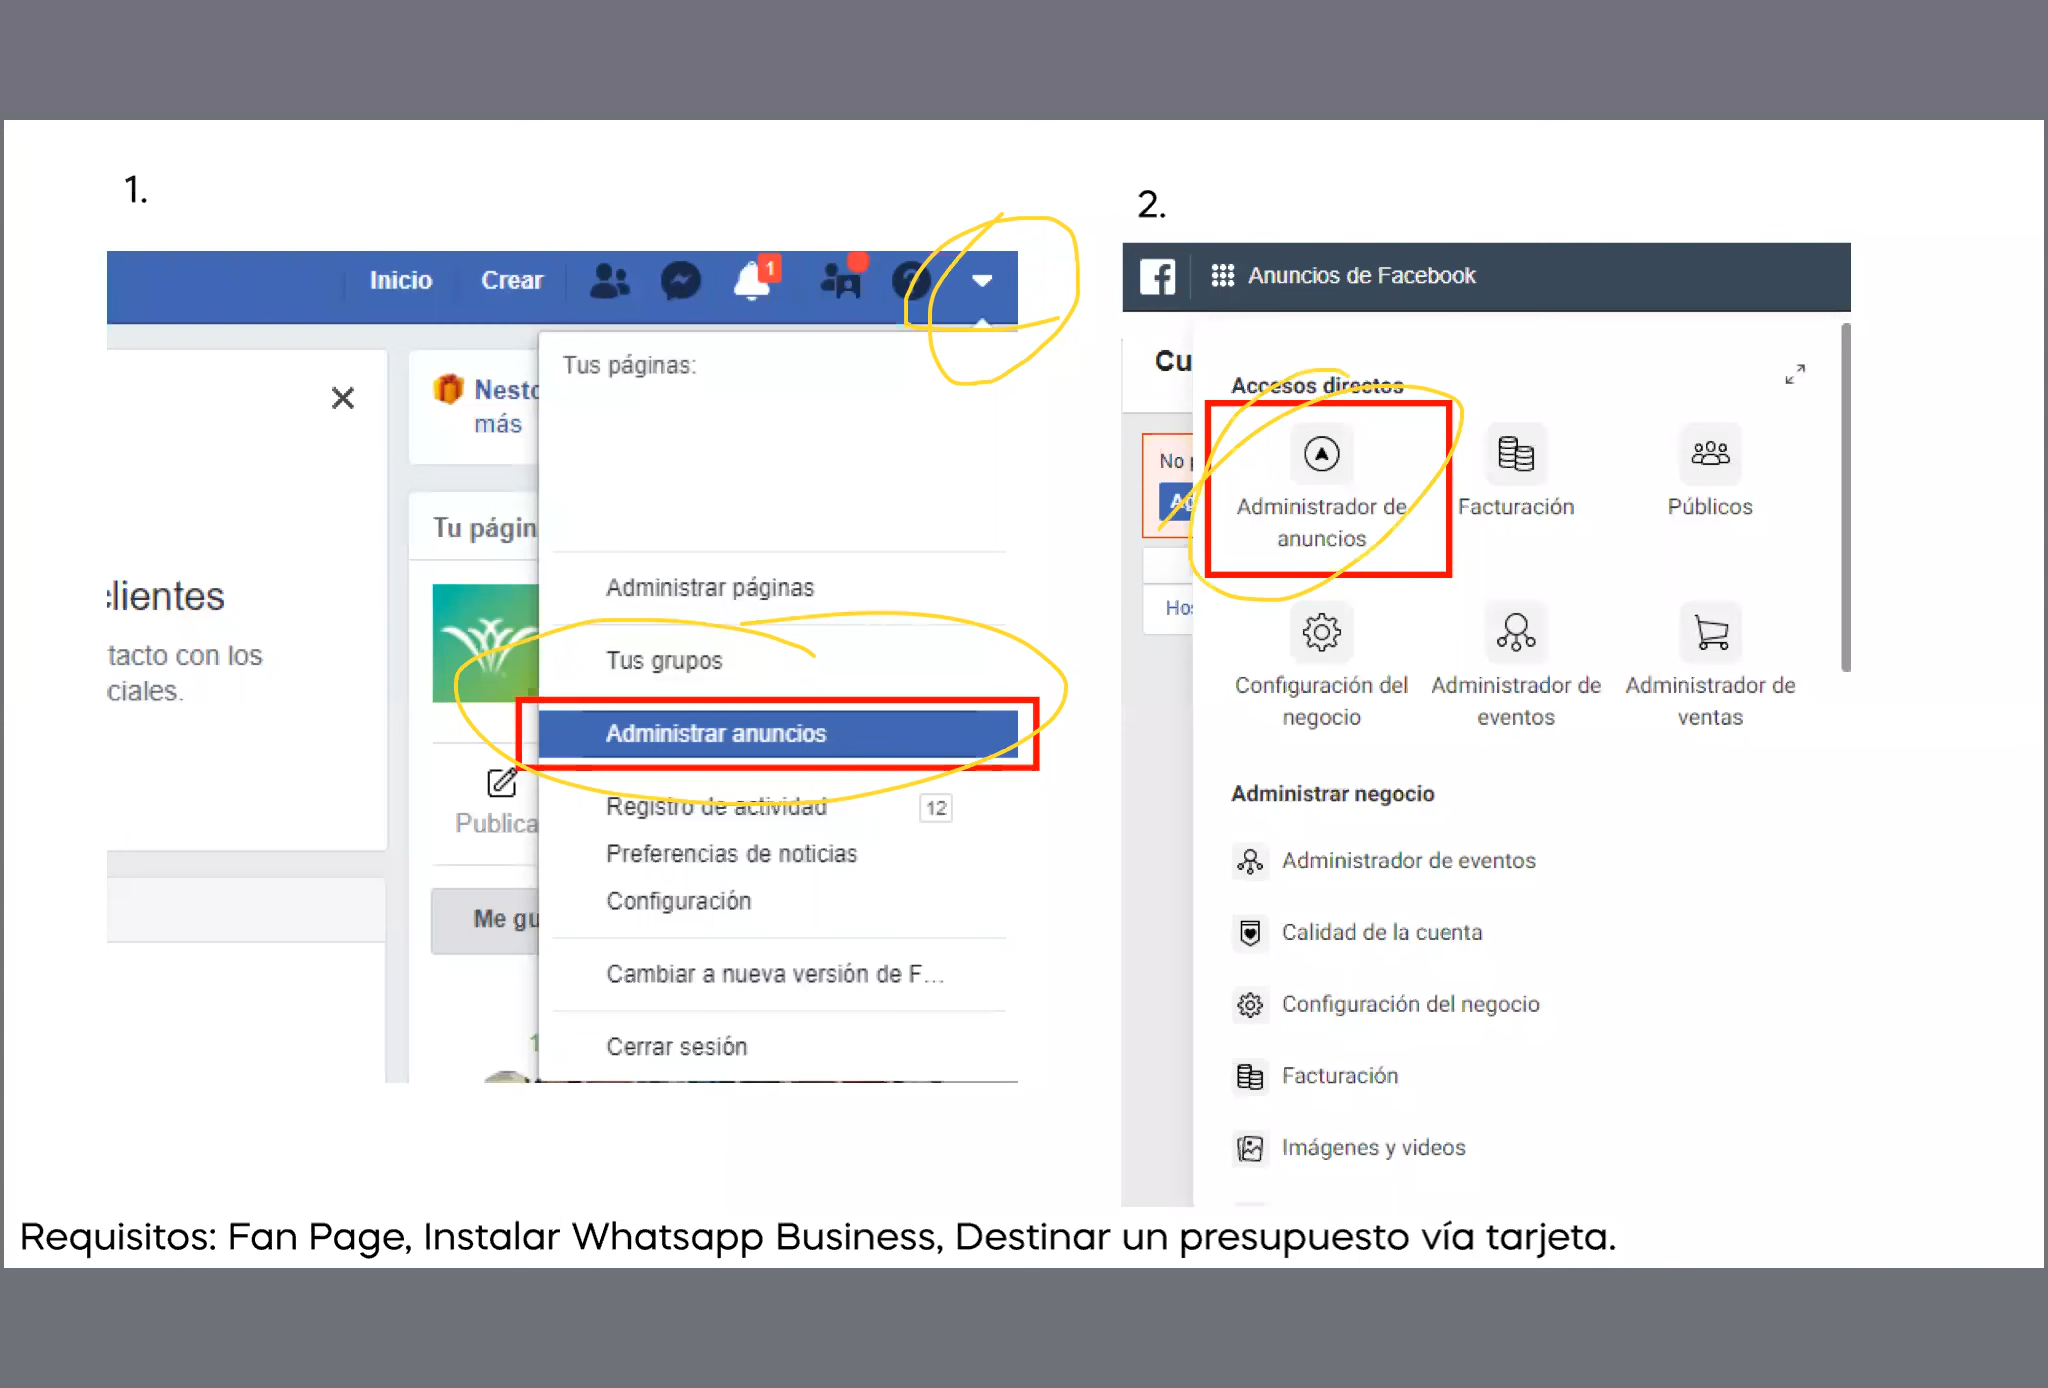 1.
Inicio Crear
1
Tus páginas:
Nesto
más
Tu págin
Administrar páginas
clientes
Tus grupos
tacto con los
ciales.
Administrar anuncios
Registro de actividad 12
Publica
Preferencias de noticias
Configuración
Me gu
Cambiar a nueva versión de F...
Cerrar sesión
2.
Anuncios de Facebook
Cu
Accesos directos
No p
Ag
Administrador de
anuncios
Facturación
Públicos
Hos
Configuración del
negocio
Administrador de
eventos
Administrador de
ventas
Administrar negocio
Administrador de eventos
Calidad de la cuenta
Configuración del negocio
Facturación
Imágenes y videos
Requisitos: Fan Page, Instalar Whatsapp Business, Destinar un presupuesto vía tarjeta.